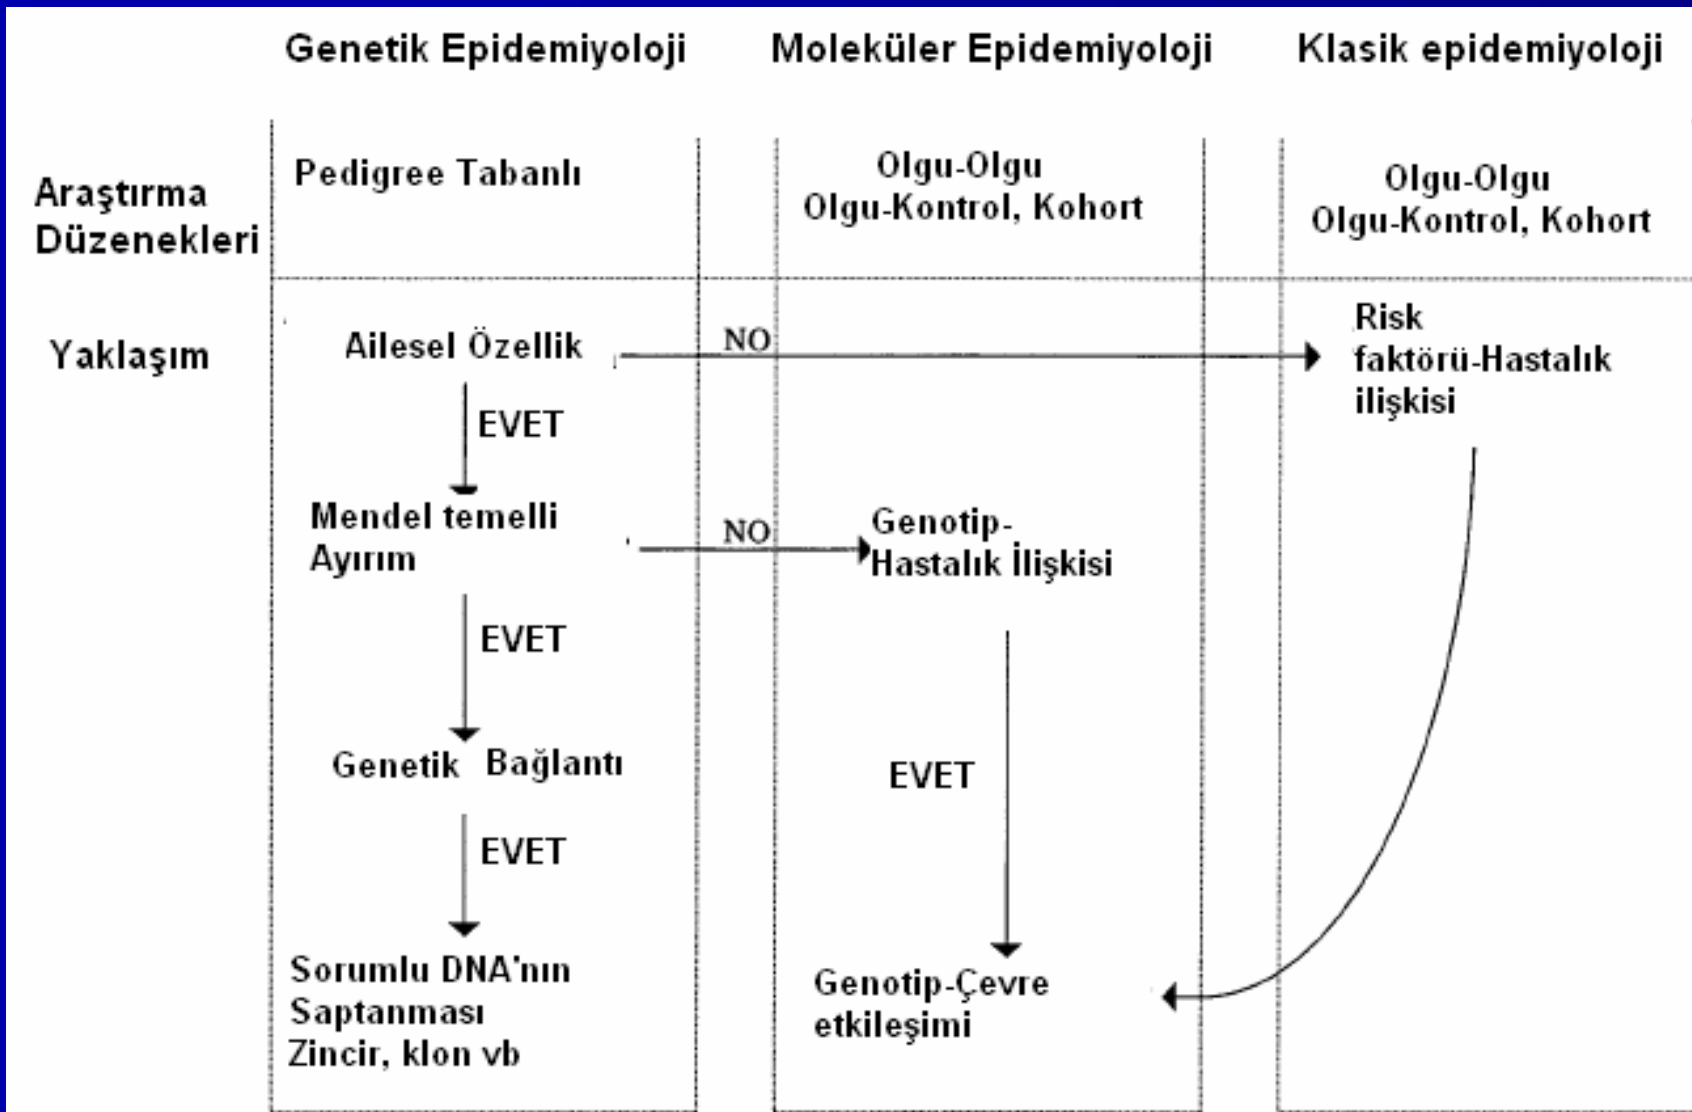 Genetik Epidemiyoloji
Moleküler Epidemiyoloji
Klasik epidemiyoloji
Araştırma
Düzenekleri
Pedigree Tabanlı
Olgu-Olgu
Olgu-Kontrol, Kohort
Olgu-Olgu
Olgu-Kontrol, Kohort
Yaklaşım
Ailesel Özellik
NO
Risk
faktörü-Hastalık
ilişkisi
EVET
Mendel temelli
Ayırım
NO
Genotip-
Hastalık İlişkisi
EVET
Genetik Bağlantı
EVET
EVET
Sorumlu DNA'nın
Saptanması
Zincir, klon vb
Genotip-Çevre
etkileşimi